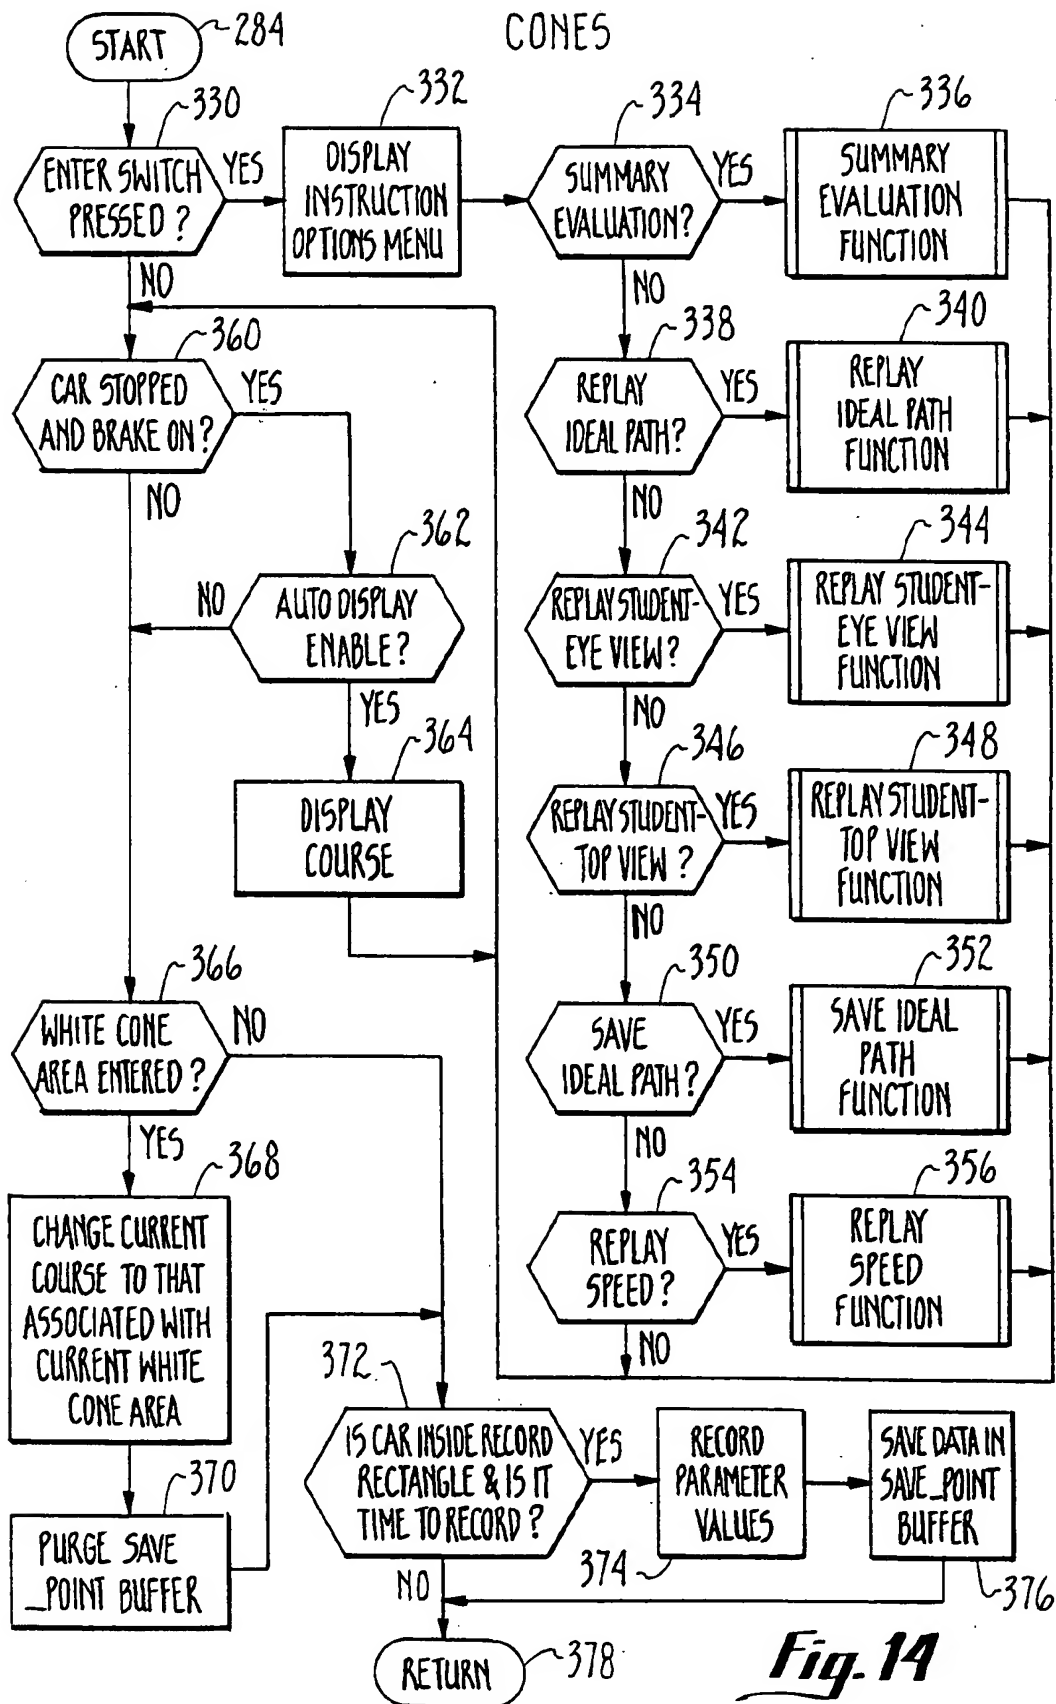 CONES
START
284
330
ENTER SWITCH
PRESSED?
YES
NO
332
DISPLAY
INSTRUCTION
OPTIONS MENU
334
SUMMARY
EVALUATION?
YES
NO
336
SUMMARY
EVALUATION
FUNCTION
338
REPLAY
IDEAL PATH?
YES
NO
340
REPLAY
IDEAL PATH
FUNCTION
342
REPLAY STUDENT-
EYE VIEW?
YES
NO
344
REPLAY STUDENT-
EYE VIEW
FUNCTION
346
REPLAY STUDENT-
TOP VIEW?
YES
NO
348
REPLAY STUDENT-
TOP VIEW
FUNCTION
350
SAVE
IDEAL PATH?
YES
NO
352
SAVE IDEAL
PATH
FUNCTION
354
REPLAY
SPEED?
YES
NO
356
REPLAY
SPEED
FUNCTION
360
CAR STOPPED
AND BRAKE ON?
YES
NO
362
AUTO DISPLAY
ENABLE?
NO
YES
364
DISPLAY
COURSE
366
WHITE CONE
AREA ENTERED?
NO
YES
368
CHANGE CURRENT
COURSE TO THAT
ASSOCIATED WITH
CURRENT WHITE
CONE AREA
370
PURGE SAVE
_POINT BUFFER
372
IS CAR INSIDE RECORD
RECTANGLE & IS IT
TIME TO RECORD?
YES
NO
RECORD
PARAMETER
VALUES
374
SAVE DATA IN
SAVE_POINT
BUFFER
376
RETURN
378
Fig. 14